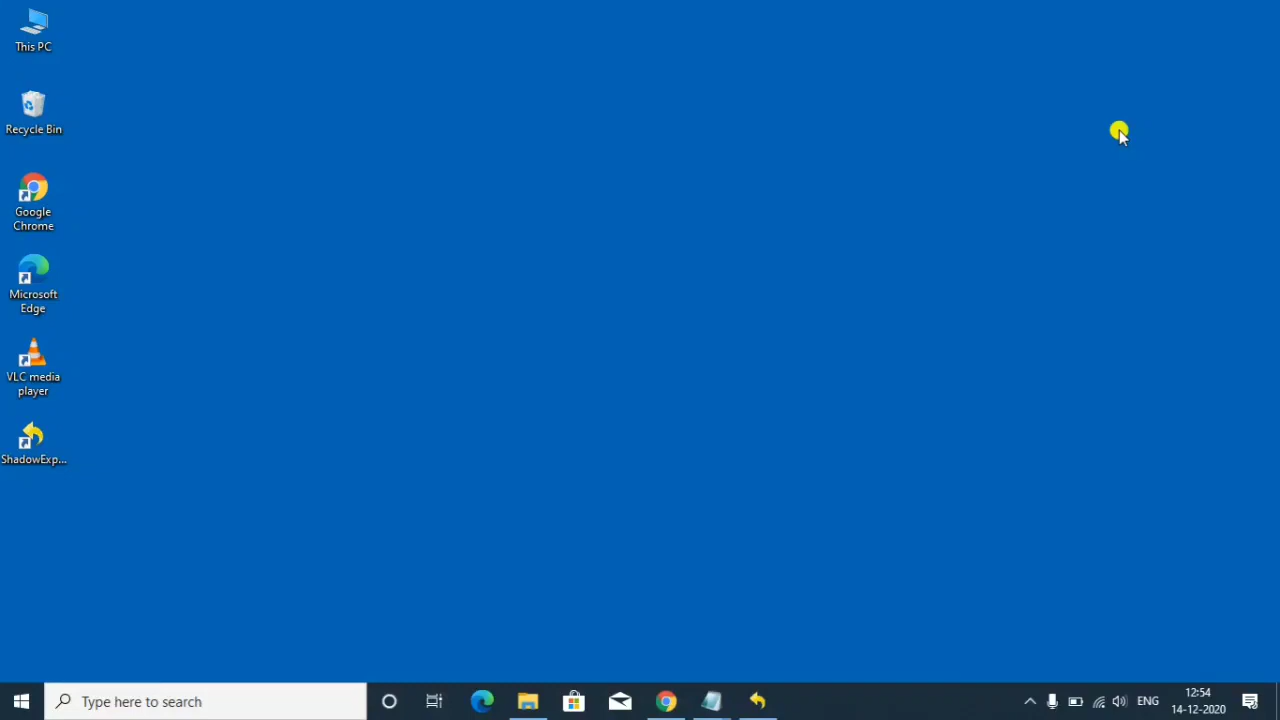 This PC
Recycle Bin
Google
Chrome
Microsoft
Edge
VLC media
player
ShadowExp...
Type here to search
ENG
12:54
14-12-2020